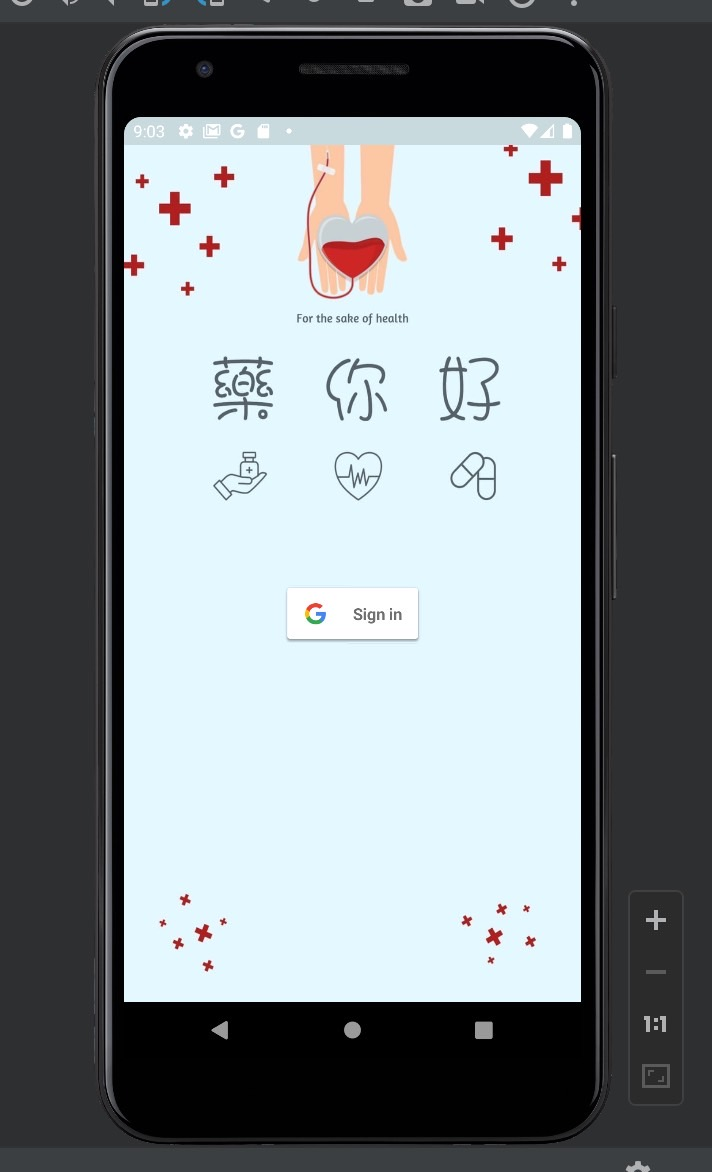 9:03
For the sake of health
藥你好
Sign in
1:1